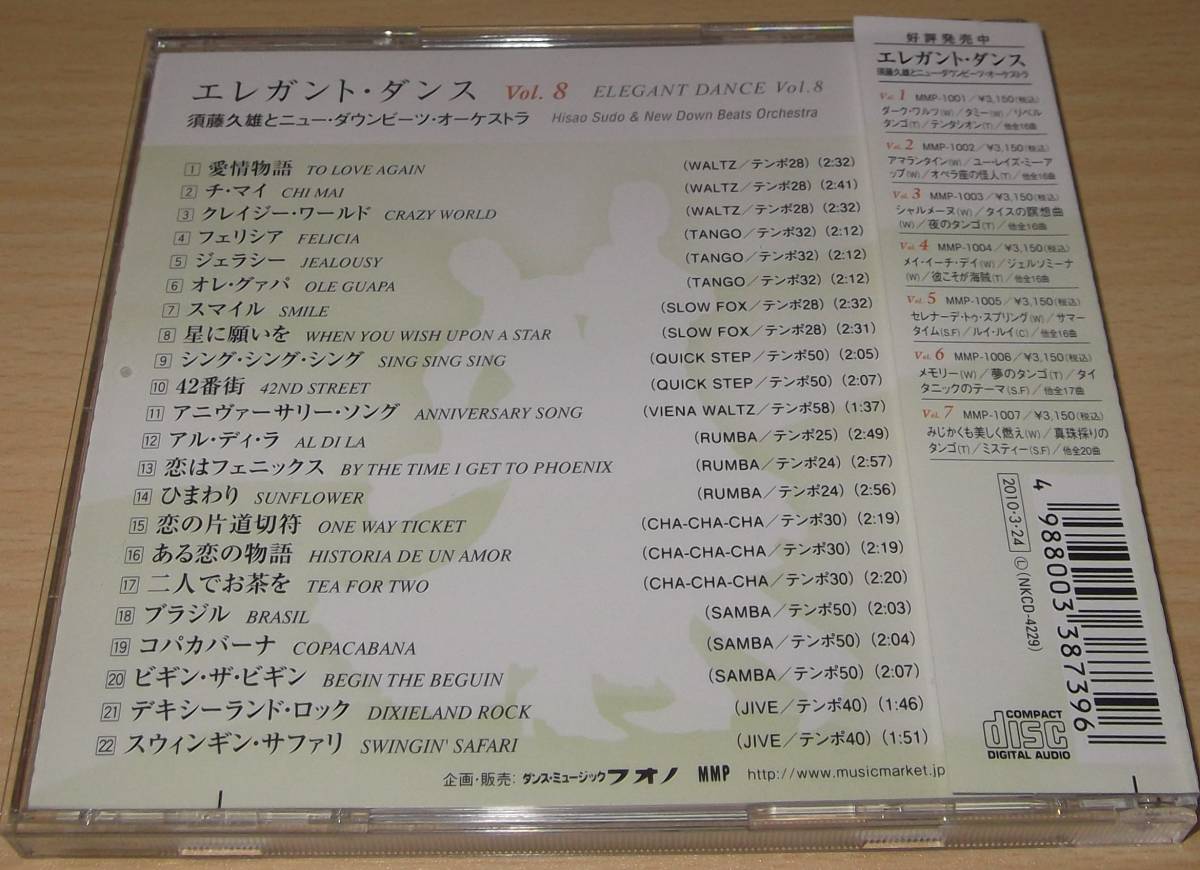 エレガント・ダンス Vol. 8 ELEGANT DANCE Vol.8
須藤久雄とニュー・ダウンビーツ・オーケストラ Hisao Sudo & New Down Beats Orchestra
1 愛情物語 TO LOVE AGAIN (WALTZ/テンポ28) (2:32)
2 チ・マイ CHI MAI (WALTZ/テンポ28) (2:41)
3 クレイジー・ワールド CRAZY WORLD (WALTZ/テンポ28) (2:32)
4 フェリシア FELICIA (TANGO/テンポ32) (2:12)
5 ジェラシー JEALOUSY (TANGO/テンポ32) (2:12)
6 オレ・グァパ OLE GUAPA (TANGO/テンポ32) (2:12)
7 スマイル SMILE (SLOW FOX/テンポ28) (2:32)
8 星に願いを WHEN YOU WISH UPON A STAR (SLOW FOX/テンポ28) (2:31)
9 シング・シング・シング SING SING SING (QUICK STEP/テンポ50) (2:05)
10 42番街 42ND STREET (QUICK STEP/テンポ50) (2:07)
11 アニヴァーサリー・ソング ANNIVERSARY SONG (VIENA WALTZ/テンポ58) (1:37)
12 アル・ディ・ラ AL DI LA (RUMBA/テンポ25) (2:49)
13 恋はフェニックス BY THE TIME I GET TO PHOENIX (RUMBA/テンポ24) (2:57)
14 ひまわり SUNFLOWER (RUMBA/テンポ24) (2:56)
15 恋の片道切符 ONE WAY TICKET (CHA-CHA-CHA/テンポ30) (2:19)
16 ある恋の物語 HISTORIA DE UN AMOR (CHA-CHA-CHA/テンポ30) (2:19)
17 二人でお茶を TEA FOR TWO (CHA-CHA-CHA/テンポ30) (2:20)
18 ブラジル BRASIL (SAMBA/テンポ50) (2:03)
19 コパカバーナ COPACABANA (SAMBA/テンポ50) (2:04)
20 ビギン・ザ・ビギン BEGIN THE BEGUIN (SAMBA/テンポ50) (2:07)
21 デキシーランド・ロック DIXIELAND ROCK (JIVE/テンポ40) (1:46)
22 スウィンギン・サファリ SWINGIN' SAFARI (JIVE/テンポ40) (1:51)
企画・販売: ダンス・ミュージックフオノ MMP http://www.musicmarket.jp
好評発売中
エレガント・ダンス
須藤久雄とニュー・ダウンビーツ・オーケストラ
Vol. 1 MMP-1001/¥3,150(税込)
ダーク・ワルツ(W)/タミー(W)/リベル
タンゴ(T)/テンタシオン(T)/他全16曲
Vol. 2 MMP-1002/¥3,150(税込)
アマランタイン(W)/ユー・レイズ・ミー・ア
ップ(W)/オペラ座の怪人(T)/他全16曲
Vol. 3 MMP-1003/¥3,150(税込)
シャルメーヌ(W)/タイスの瞑想曲
(W)/夜のタンゴ(T)/他全16曲
Vol. 4 MMP-1004/¥3,150(税込)
メイ・イーチ・デイ(W)/ジェルソミーナ
(W)/彼こそが海賊(T)/他全16曲
Vol. 5 MMP-1005/¥3,150(税込)
セレナーデ・トゥ・スプリング(W)/サマー
タイム(S.F)/ルイ・ルイ(C)/他全16曲
Vol. 6 MMP-1006/¥3,150(税込)
メモリー(W)/夢のタンゴ(T)/タイ
タニックのテーマ(S.F)/他全17曲
Vol. 7 MMP-1007/¥3,150(税込)
みじかくも美しく燃え(W)/真珠採りの
タンゴ(T)/ミスティー(S.F)/他全20曲
2010・3・24 Ⓛ (NKCD-4229)
4 988003 387396
COMPACT
disc
DIGITAL AUDIO